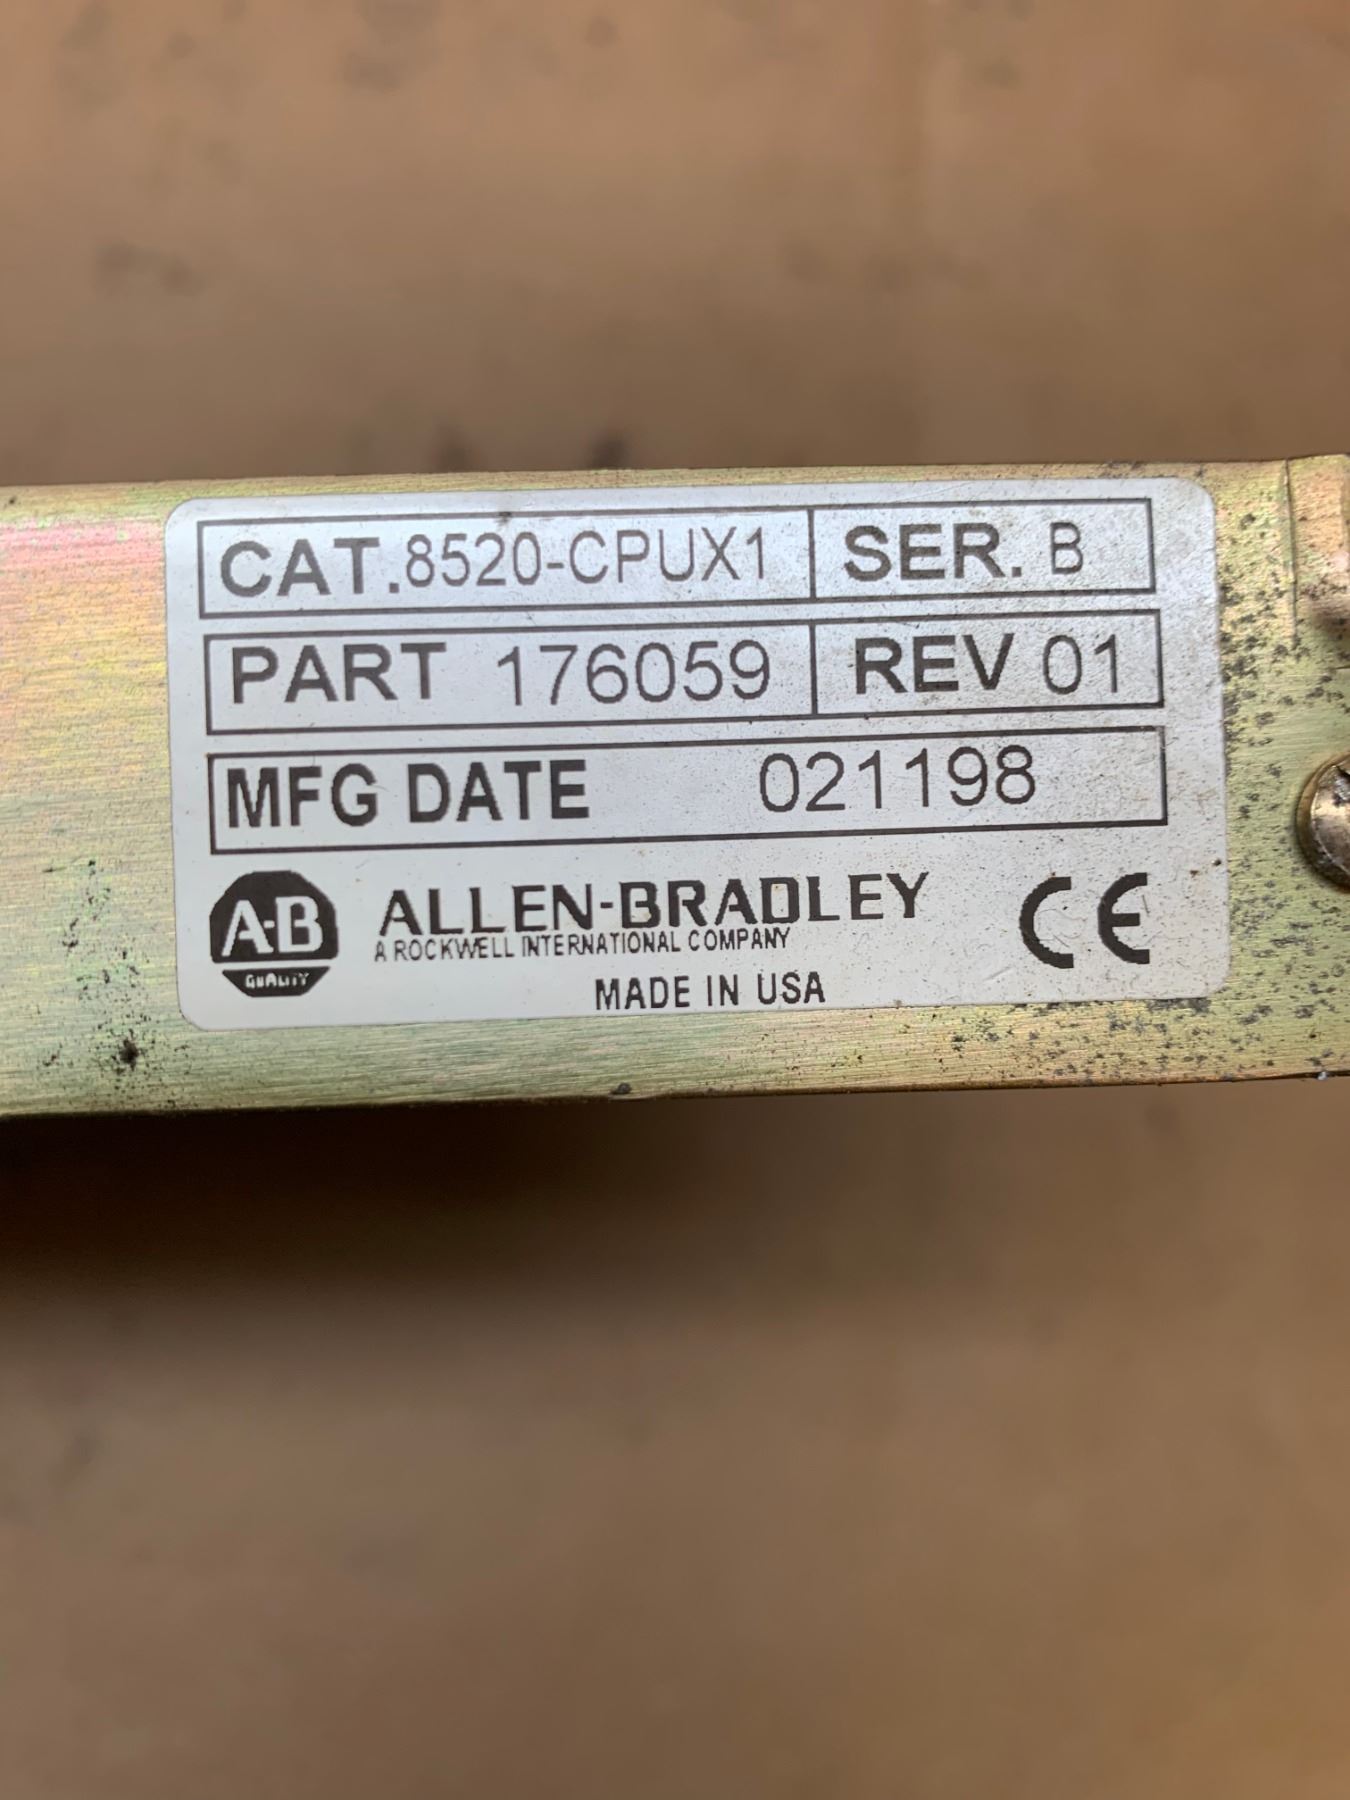 CAT. 8520-CPUX1 SER. B
PART 176059 REV 01
MFG DATE 021198
A-B
QUALITY
ALLEN-BRADLEY
A ROCKWELL INTERNATIONAL COMPANY
CE
MADE IN USA